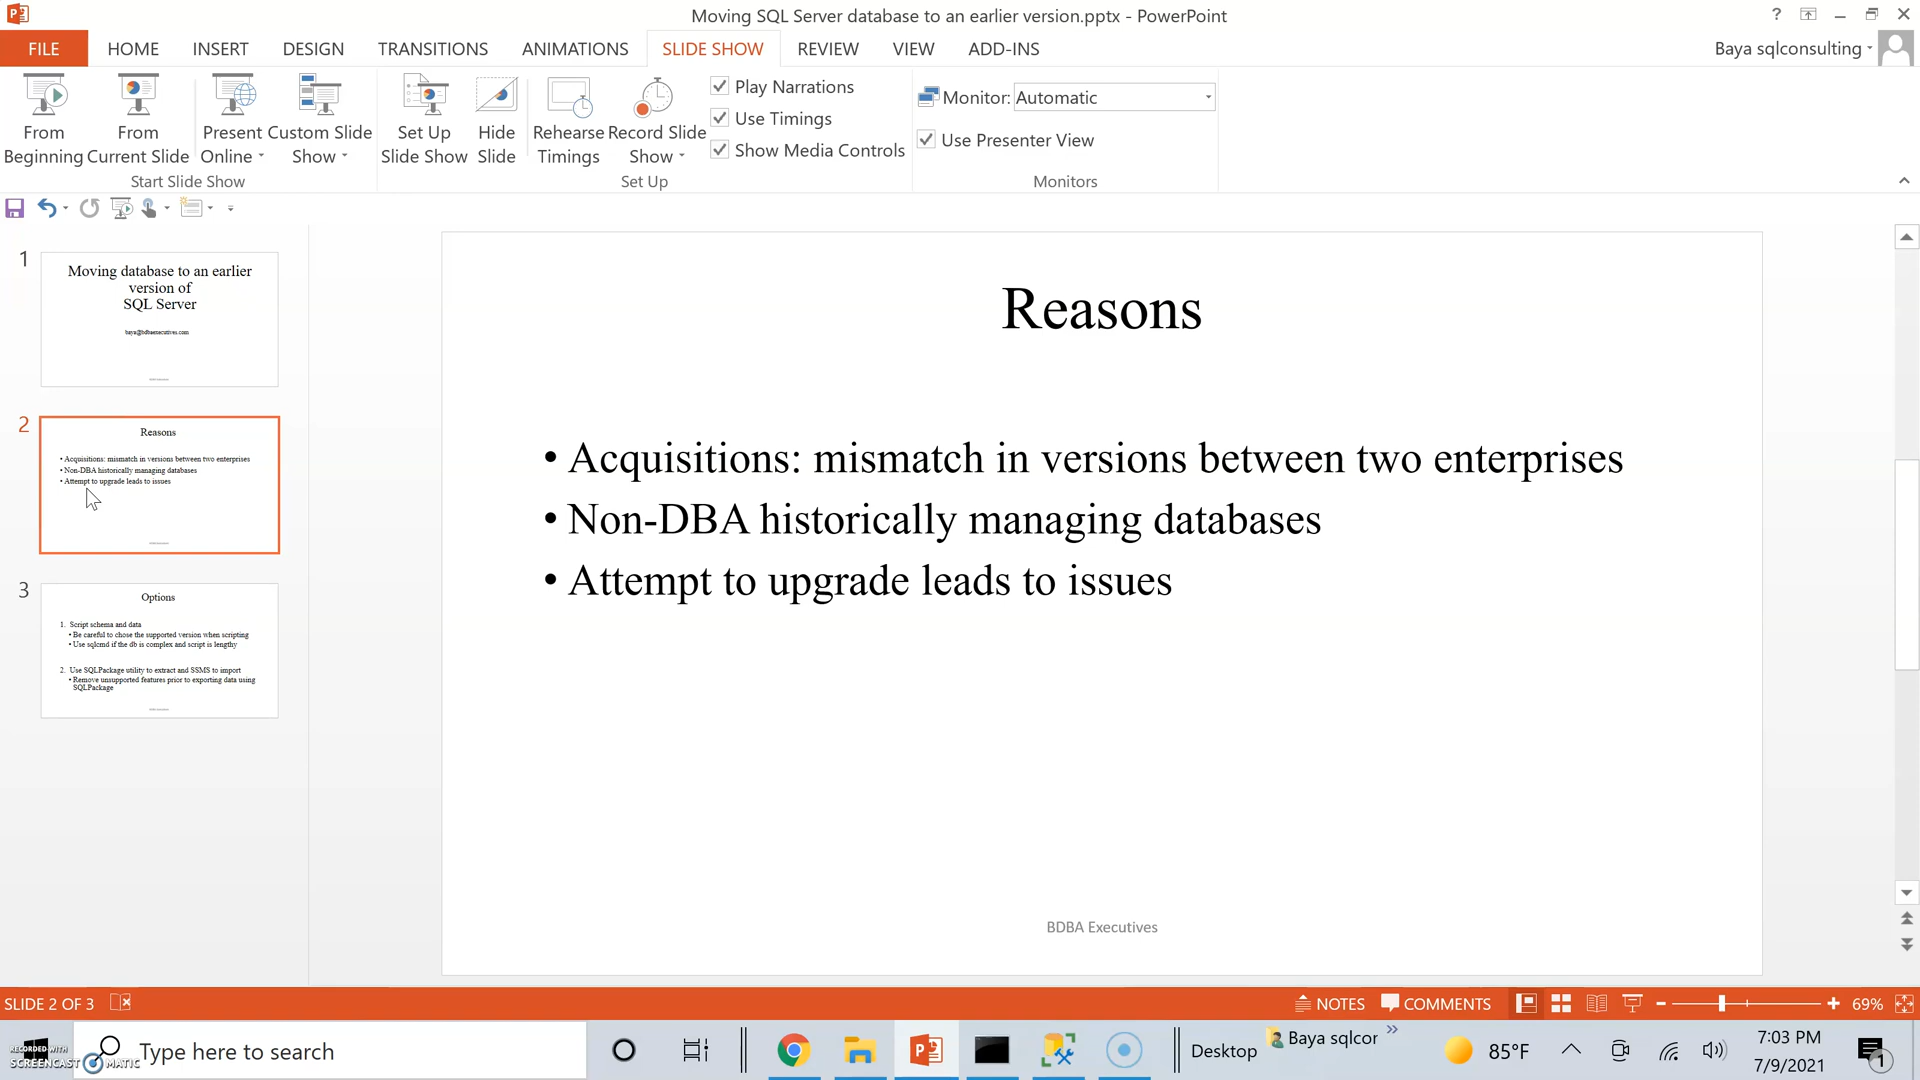 Moving SQL Server database to an earlier version.pptx - PowerPoint
FILE HOME INSERT DESIGN TRANSITIONS ANIMATIONS SLIDE SHOW REVIEW VIEW ADD-INS
Baya sqlconsulting
From Beginning
From Current Slide
Present Online
Custom Slide Show
Set Up Slide Show
Hide Slide
Rehearse Timings
Record Slide Show
Play Narrations
Use Timings
Show Media Controls
Monitor: Automatic
Use Presenter View
Start Slide Show
Set Up
Monitors
1
Moving database to an earlier
version of
SQL Server
baya@bdbaexecutives.com
2
Reasons
• Acquisitions: mismatch in versions between two enterprises
• Non-DBA historically managing databases
• Attempt to upgrade leads to issues
3
Options
1. Script schema and data
• Be careful to chose the supported version when scripting
• Use sqlcmd if the db is complex and script is lengthy
2. Use SQLPackage utility to extract and SSMS to import
• Remove unsupported features prior to exporting data using
SQLPackage
Reasons
• Acquisitions: mismatch in versions between two enterprises
• Non-DBA historically managing databases
• Attempt to upgrade leads to issues
BDBA Executives
SLIDE 2 OF 3
NOTES
COMMENTS
69%
RECORDED WITH
SCREENCAST MATIC
Type here to search
Desktop
Baya sqlcor
85°F
7:03 PM
7/9/2021
1